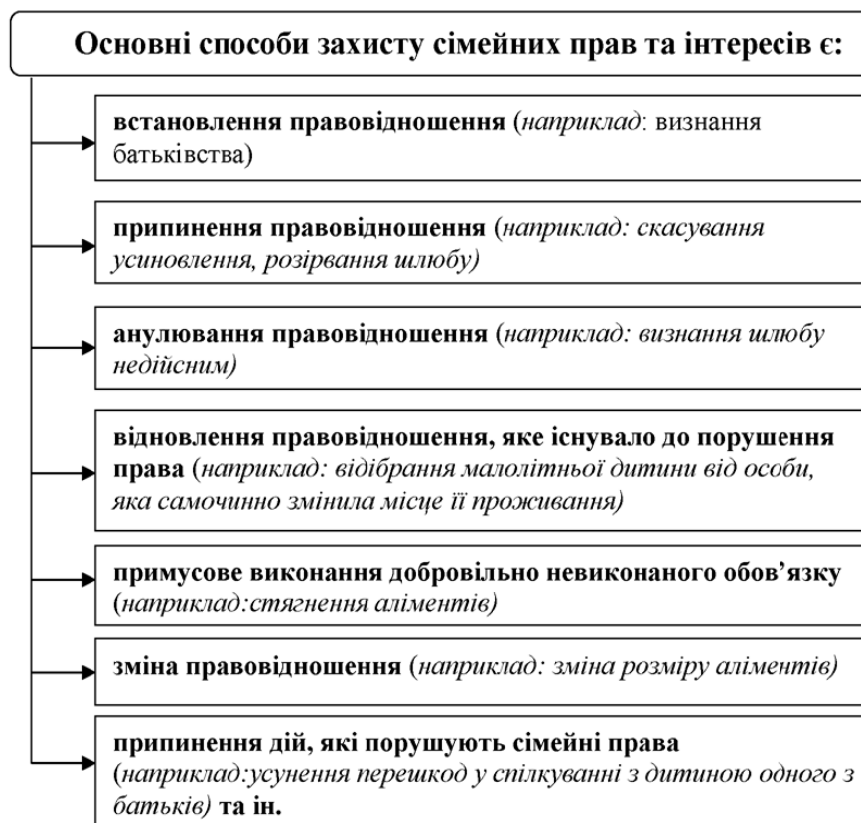 Основні способи захисту сімейних прав та інтересів є:
встановлення правовідношення (наприклад: визнання
батьківства)
припинення правовідношення (наприклад: скасування
усиновлення, розірвання шлюбу)
анулювання правовідношення (наприклад: визнання шлюбу
недійсним)
відновлення правовідношення, яке існувало до порушення
права (наприклад: відібрання малолітньої дитини від особи,
яка самочинно змінила місце її проживання)
примусове виконання добровільно невиконаного обов’язку
(наприклад:стягнення аліментів)
зміна правовідношення (наприклад: зміна розміру аліментів)
припинення дій, які порушують сімейні права
(наприклад:усунення перешкод у спілкуванні з дитиною одного з
батьків) та ін.